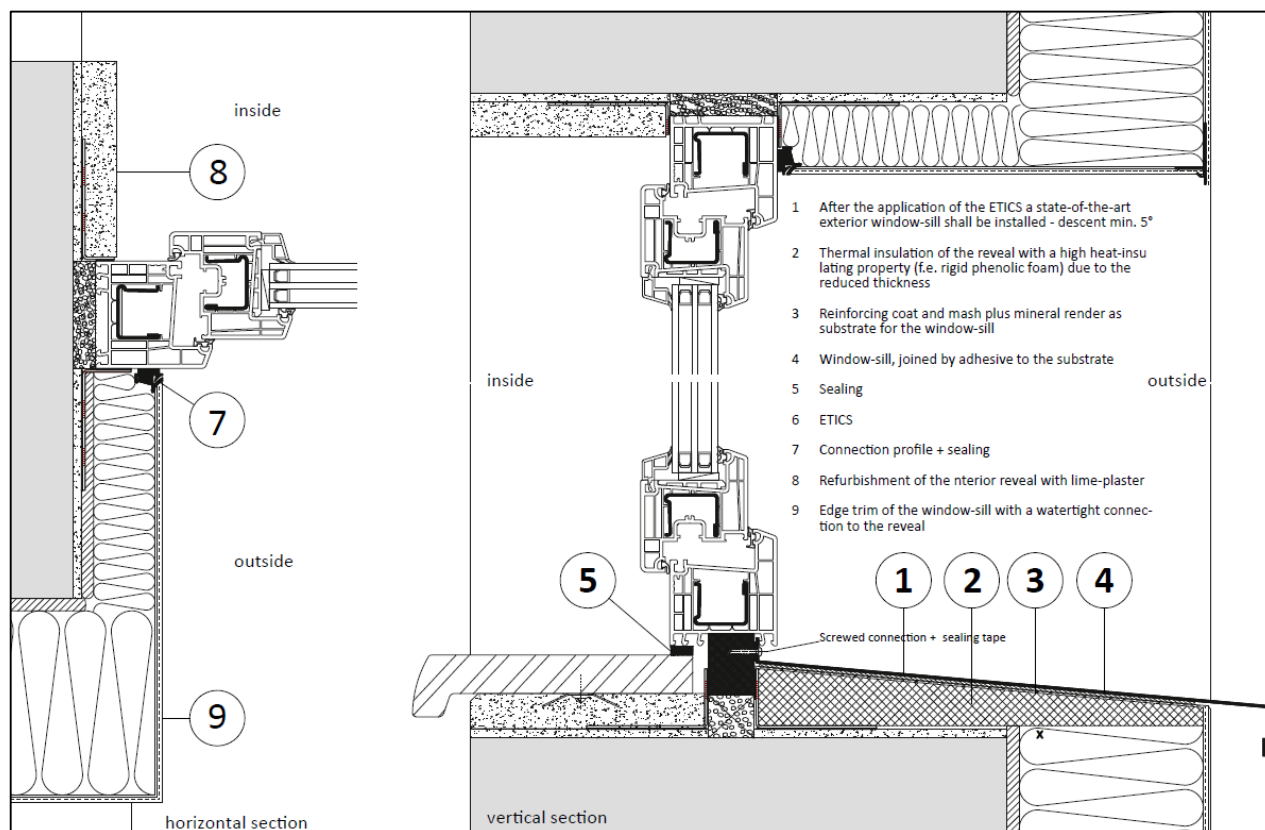 inside
8
7
outside
9
horizontal section
inside
outside
1 After the application of the ETICS a state-of-the-art
exterior window-sill shall be installed - descent min. 5°
2 Thermal insulation of the reveal with a high heat-insu
lating property (f.e. rigid phenolic foam) due to the
reduced thickness
3 Reinforcing coat and mash plus mineral render as
substrate for the window-sill
4 Window-sill, joined by adhesive to the substrate
5 Sealing
6 ETICS
7 Connection profile + sealing
8 Refurbishment of the nterior reveal with lime-plaster
9 Edge trim of the window-sill with a watertight connec-
tion to the reveal
5
1 2 3 4
Screwed connection + sealing tape
x
vertical section